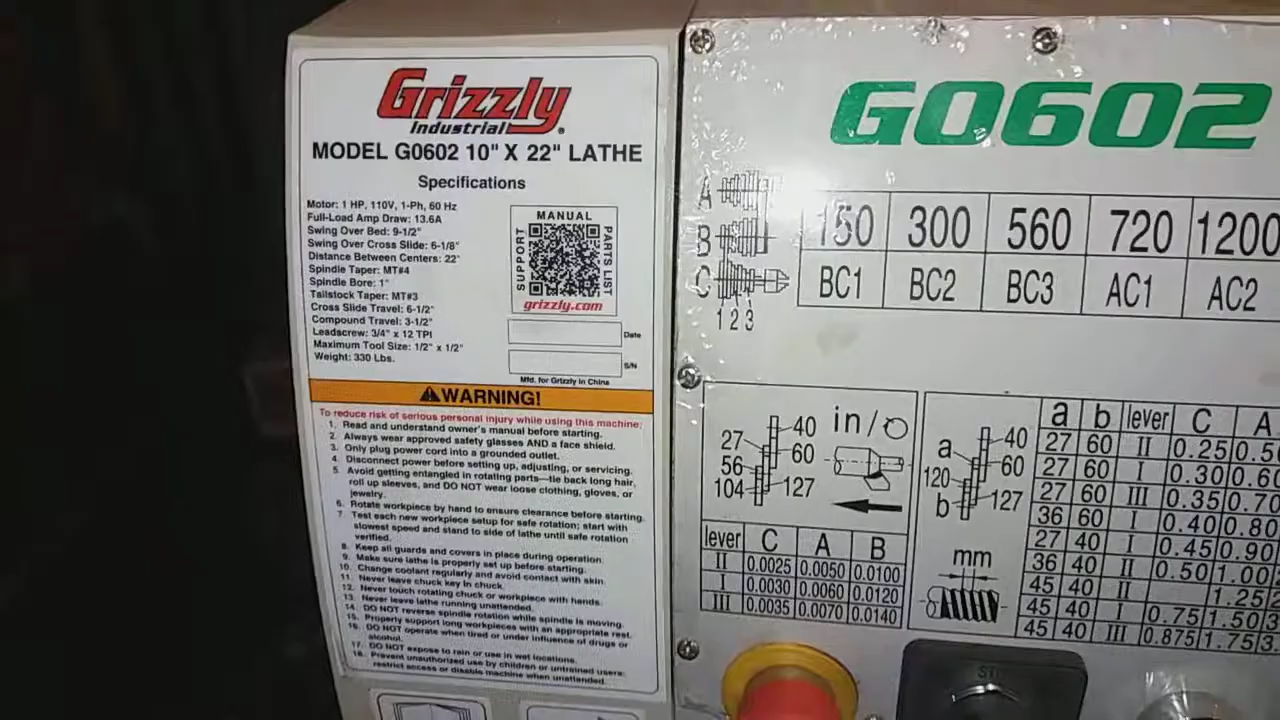 Grizzly
Industrial
MODEL G0602 10" X 22" LATHE
Specifications
Motor: 1 HP, 110V, 1-Ph, 60 Hz
Full-Load Amp Draw: 13.6A
Swing Over Bed: 9-1/2"
Swing Over Cross Slide: 6-1/8"
Distance Between Centers: 22"
Spindle Taper: MT#4
Spindle Bore: 1"
Tailstock Taper: MT#3
Cross Slide Travel: 6-1/2"
Compound Travel: 3-1/2"
Leadscrew: 3/4" x 12 TPI
Maximum Tool Size: 1/2" x 1/2"
Weight: 330 Lbs.
MANUAL
SUPPORT
PARTS LIST
grizzly.com
Date
S/N
Mfd. for Grizzly in China
WARNING!
To reduce risk of serious personal injury while using this machine:
1. Read and understand owner's manual before starting.
2. Always wear approved safety glasses AND a face shield.
3. Only plug power cord into a grounded outlet.
4. Disconnect power before setting up, adjusting, or servicing.
5. Avoid getting entangled in rotating parts—tie back long hair,
roll up sleeves, and DO NOT wear loose clothing, gloves, or
jewelry.
6. Rotate workpiece by hand to ensure clearance before starting.
7. Test each new workpiece setup for safe rotation; start with
slowest speed and stand to side of lathe until safe rotation
verified.
8. Keep all guards and covers in place during operation.
9. Make sure lathe is properly set up before starting.
10. Change coolant regularly and avoid contact with skin.
11. Never leave chuck key in chuck.
12. Never touch rotating chuck or workpiece with hands.
13. Never leave lathe running unattended.
14. DO NOT reverse spindle rotation while spindle is moving.
15. Properly support long workpieces with an appropriate rest.
16. DO NOT operate when tired or under influence of drugs or
alcohol.
17. DO NOT expose to rain or use in wet locations.
18. Prevent unauthorized use by children or untrained users;
restrict access or disable machine when unattended.
G0602
A
B
C
1 2 3
150 300 560 720 1200
BC1 BC2 BC3 AC1 AC2
27 40
56 60
104 127
in/
lever C A B
II 0.0025 0.0050 0.0100
I 0.0030 0.0060 0.0120
III 0.0035 0.0070 0.0140
a 40
120 60
b 127
mm
a b lever C A
27 60 II 0.25 0.5
27 60 I 0.30 0.60
27 60 III 0.35 0.70
36 60 I 0.40 0.80
27 40 I 0.45 0.90
36 40 II 0.50 1.00
45 40 II 1.25
45 40 I 0.75 1.50
45 40 III 0.875 1.75